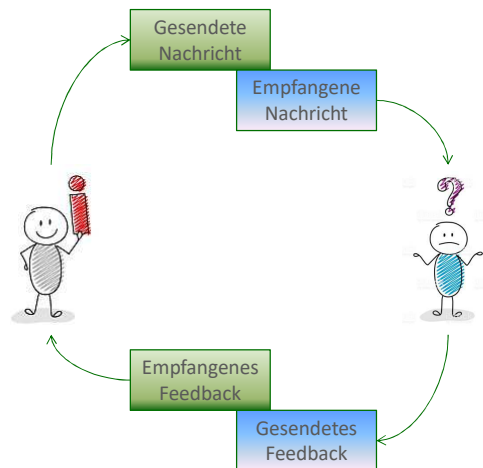 Gesendete
Nachricht
Empfangene
Nachricht
i
?
Empfangenes
Feedback
Gesendetes
Feedback